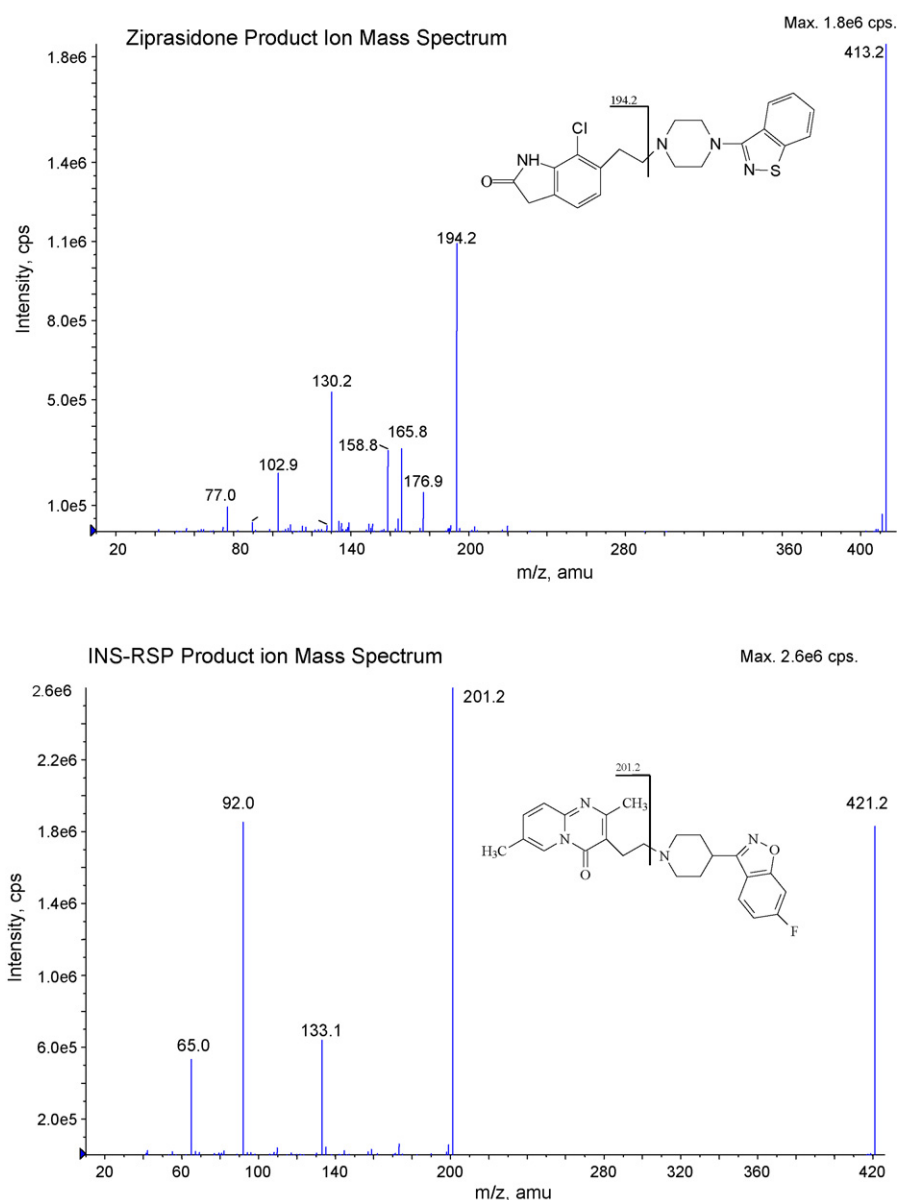 Ziprasidone Product Ion Mass Spectrum
Max. 1.8e6 cps.
1.8e6
1.4e6
1.1e6
8.0e5
5.0e5
1.0e5
Intensity, cps
413.2
194.2
Cl
NH
O
N
N
N
S
194.2
130.2
158.8
165.8
102.9
176.9
77.0
20
80
140
200
280
360
400
m/z, amu
INS-RSP Product ion Mass Spectrum
Max. 2.6e6 cps.
2.6e6
2.2e6
1.8e6
1.4e6
1.0e6
6.0e5
2.0e5
Intensity, cps
201.2
421.2
92.0
201.2
N
CH3
N
H3C
O
N
N
O
F
133.1
65.0
20
60
100
140
200
280
320
360
420
m/z, amu